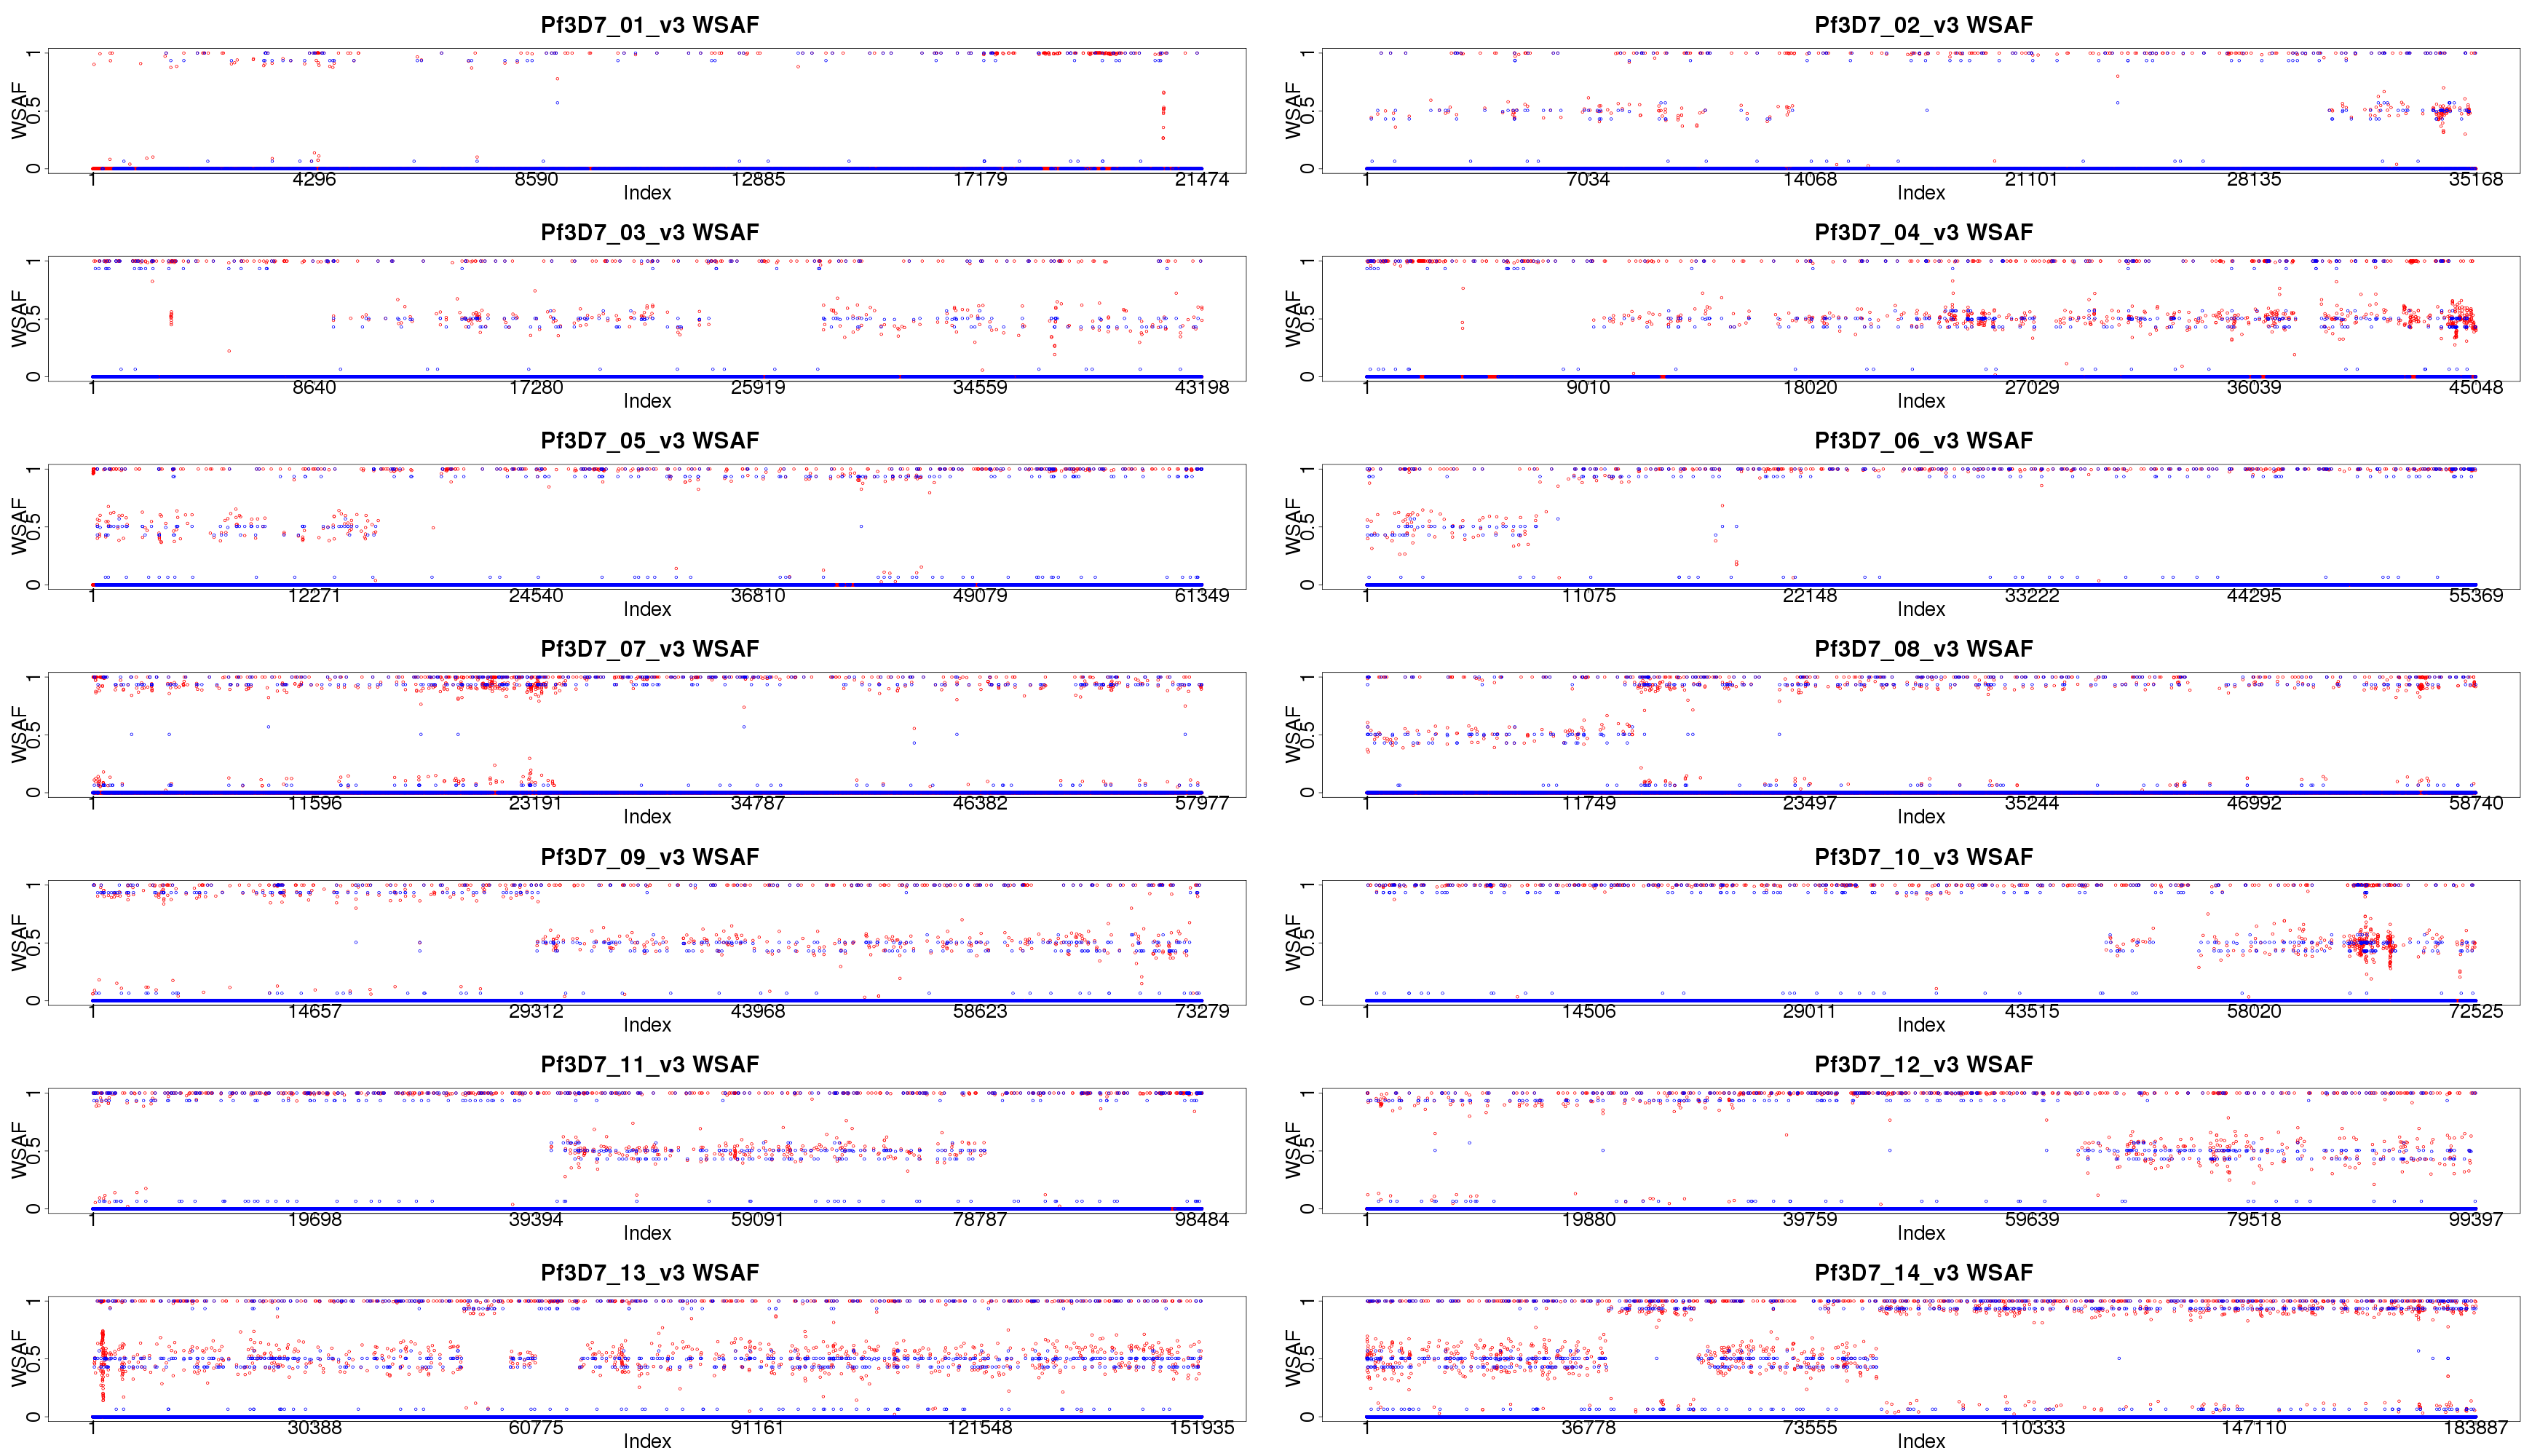 Pf3D7_01_v3 WSAF
WSAF
0 0.5 1
1 4296 8590 12885 17179 21474
Index
Pf3D7_02_v3 WSAF
WSAF
0 0.5 1
1 7034 14068 21101 28135 35168
Index
Pf3D7_03_v3 WSAF
WSAF
0 0.5 1
1 8640 17280 25919 34559 43198
Index
Pf3D7_04_v3 WSAF
WSAF
0 0.5 1
1 9010 18020 27029 36039 45048
Index
Pf3D7_05_v3 WSAF
WSAF
0 0.5 1
1 12271 24540 36810 49079 61349
Index
Pf3D7_06_v3 WSAF
WSAF
0 0.5 1
1 11075 22148 33222 44295 55369
Index
Pf3D7_07_v3 WSAF
WSAF
0 0.5 1
1 11596 23191 34787 46382 57977
Index
Pf3D7_08_v3 WSAF
WSAF
0 0.5 1
1 11749 23497 35244 46992 58740
Index
Pf3D7_09_v3 WSAF
WSAF
0 0.5 1
1 14657 29312 43968 58623 73279
Index
Pf3D7_10_v3 WSAF
WSAF
0 0.5 1
1 14506 29011 43515 58020 72525
Index
Pf3D7_11_v3 WSAF
WSAF
0 0.5 1
1 19698 39394 59091 78787 98484
Index
Pf3D7_12_v3 WSAF
WSAF
0 0.5 1
1 19880 39759 59639 79518 99397
Index
Pf3D7_13_v3 WSAF
WSAF
0 0.5 1
1 30388 60775 91161 121548 151935
Index
Pf3D7_14_v3 WSAF
WSAF
0 0.5 1
1 36778 73555 110333 147110 183887
Index